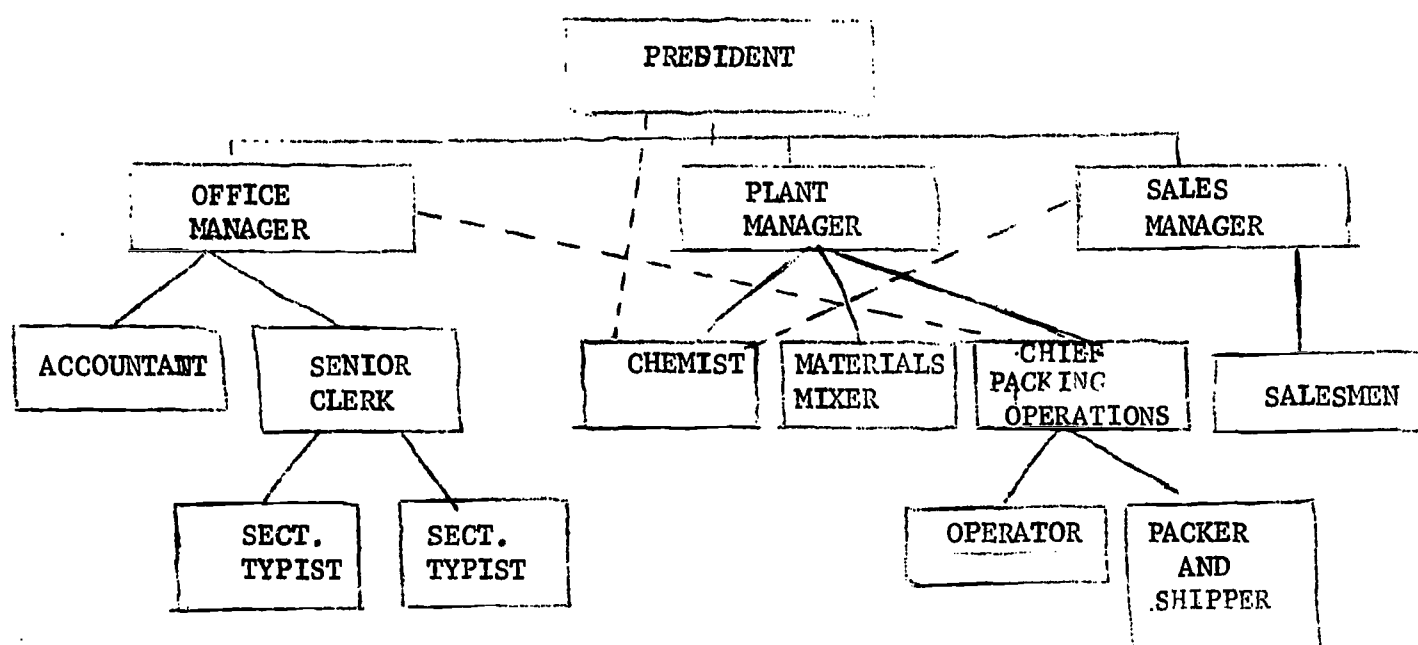 PRESIDENT
OFFICE
MANAGER
PLANT
MANAGER
SALES
MANAGER
ACCOUNTANT
SENIOR
CLERK
CHEMIST
MATERIALS
MIXER
CHIEF
PACKING
OPERATIONS
SALESMEN
SECT.
TYPIST
SECT.
TYPIST
OPERATOR
PACKER
AND
SHIPPER